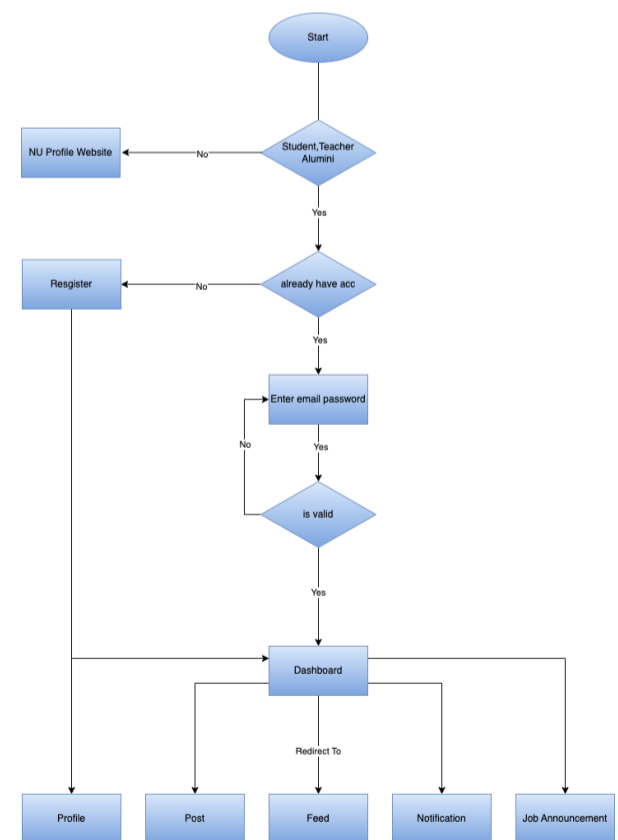 Start
Student,Teacher
Alumini
No
NU Profile Website
Yes
already have acc
No
Resgister
Yes
Enter email password
No
Yes
is valid
Yes
Dashboard
Redirect To
Profile
Post
Feed
Notification
Job Announcement